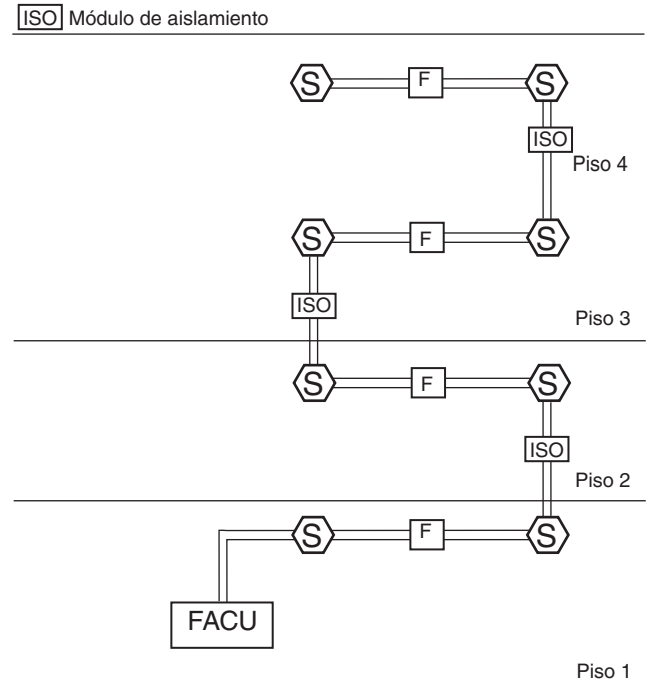 ISO Módulo de aislamiento
S F S
ISO
Piso 4
S F S
ISO
Piso 3
S F S
ISO
Piso 2
S F S
FACU
Piso 1